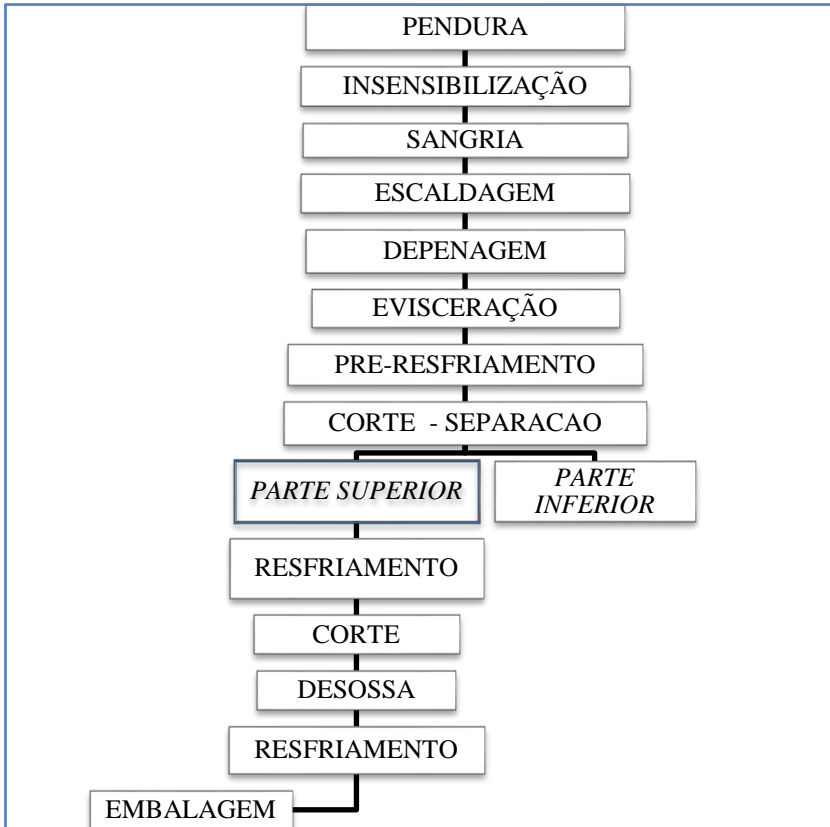 PENDURA
INSENSIBILIZAÇÃO
SANGRIA
ESCALDAGEM
DEPENAGEM
EVISCERAÇÃO
PRE-RESFRIAMENTO
CORTE - SEPARACAO
PARTE SUPERIOR
PARTE
INFERIOR
RESFRIAMENTO
CORTE
DESOSSA
RESFRIAMENTO
EMBALAGEM